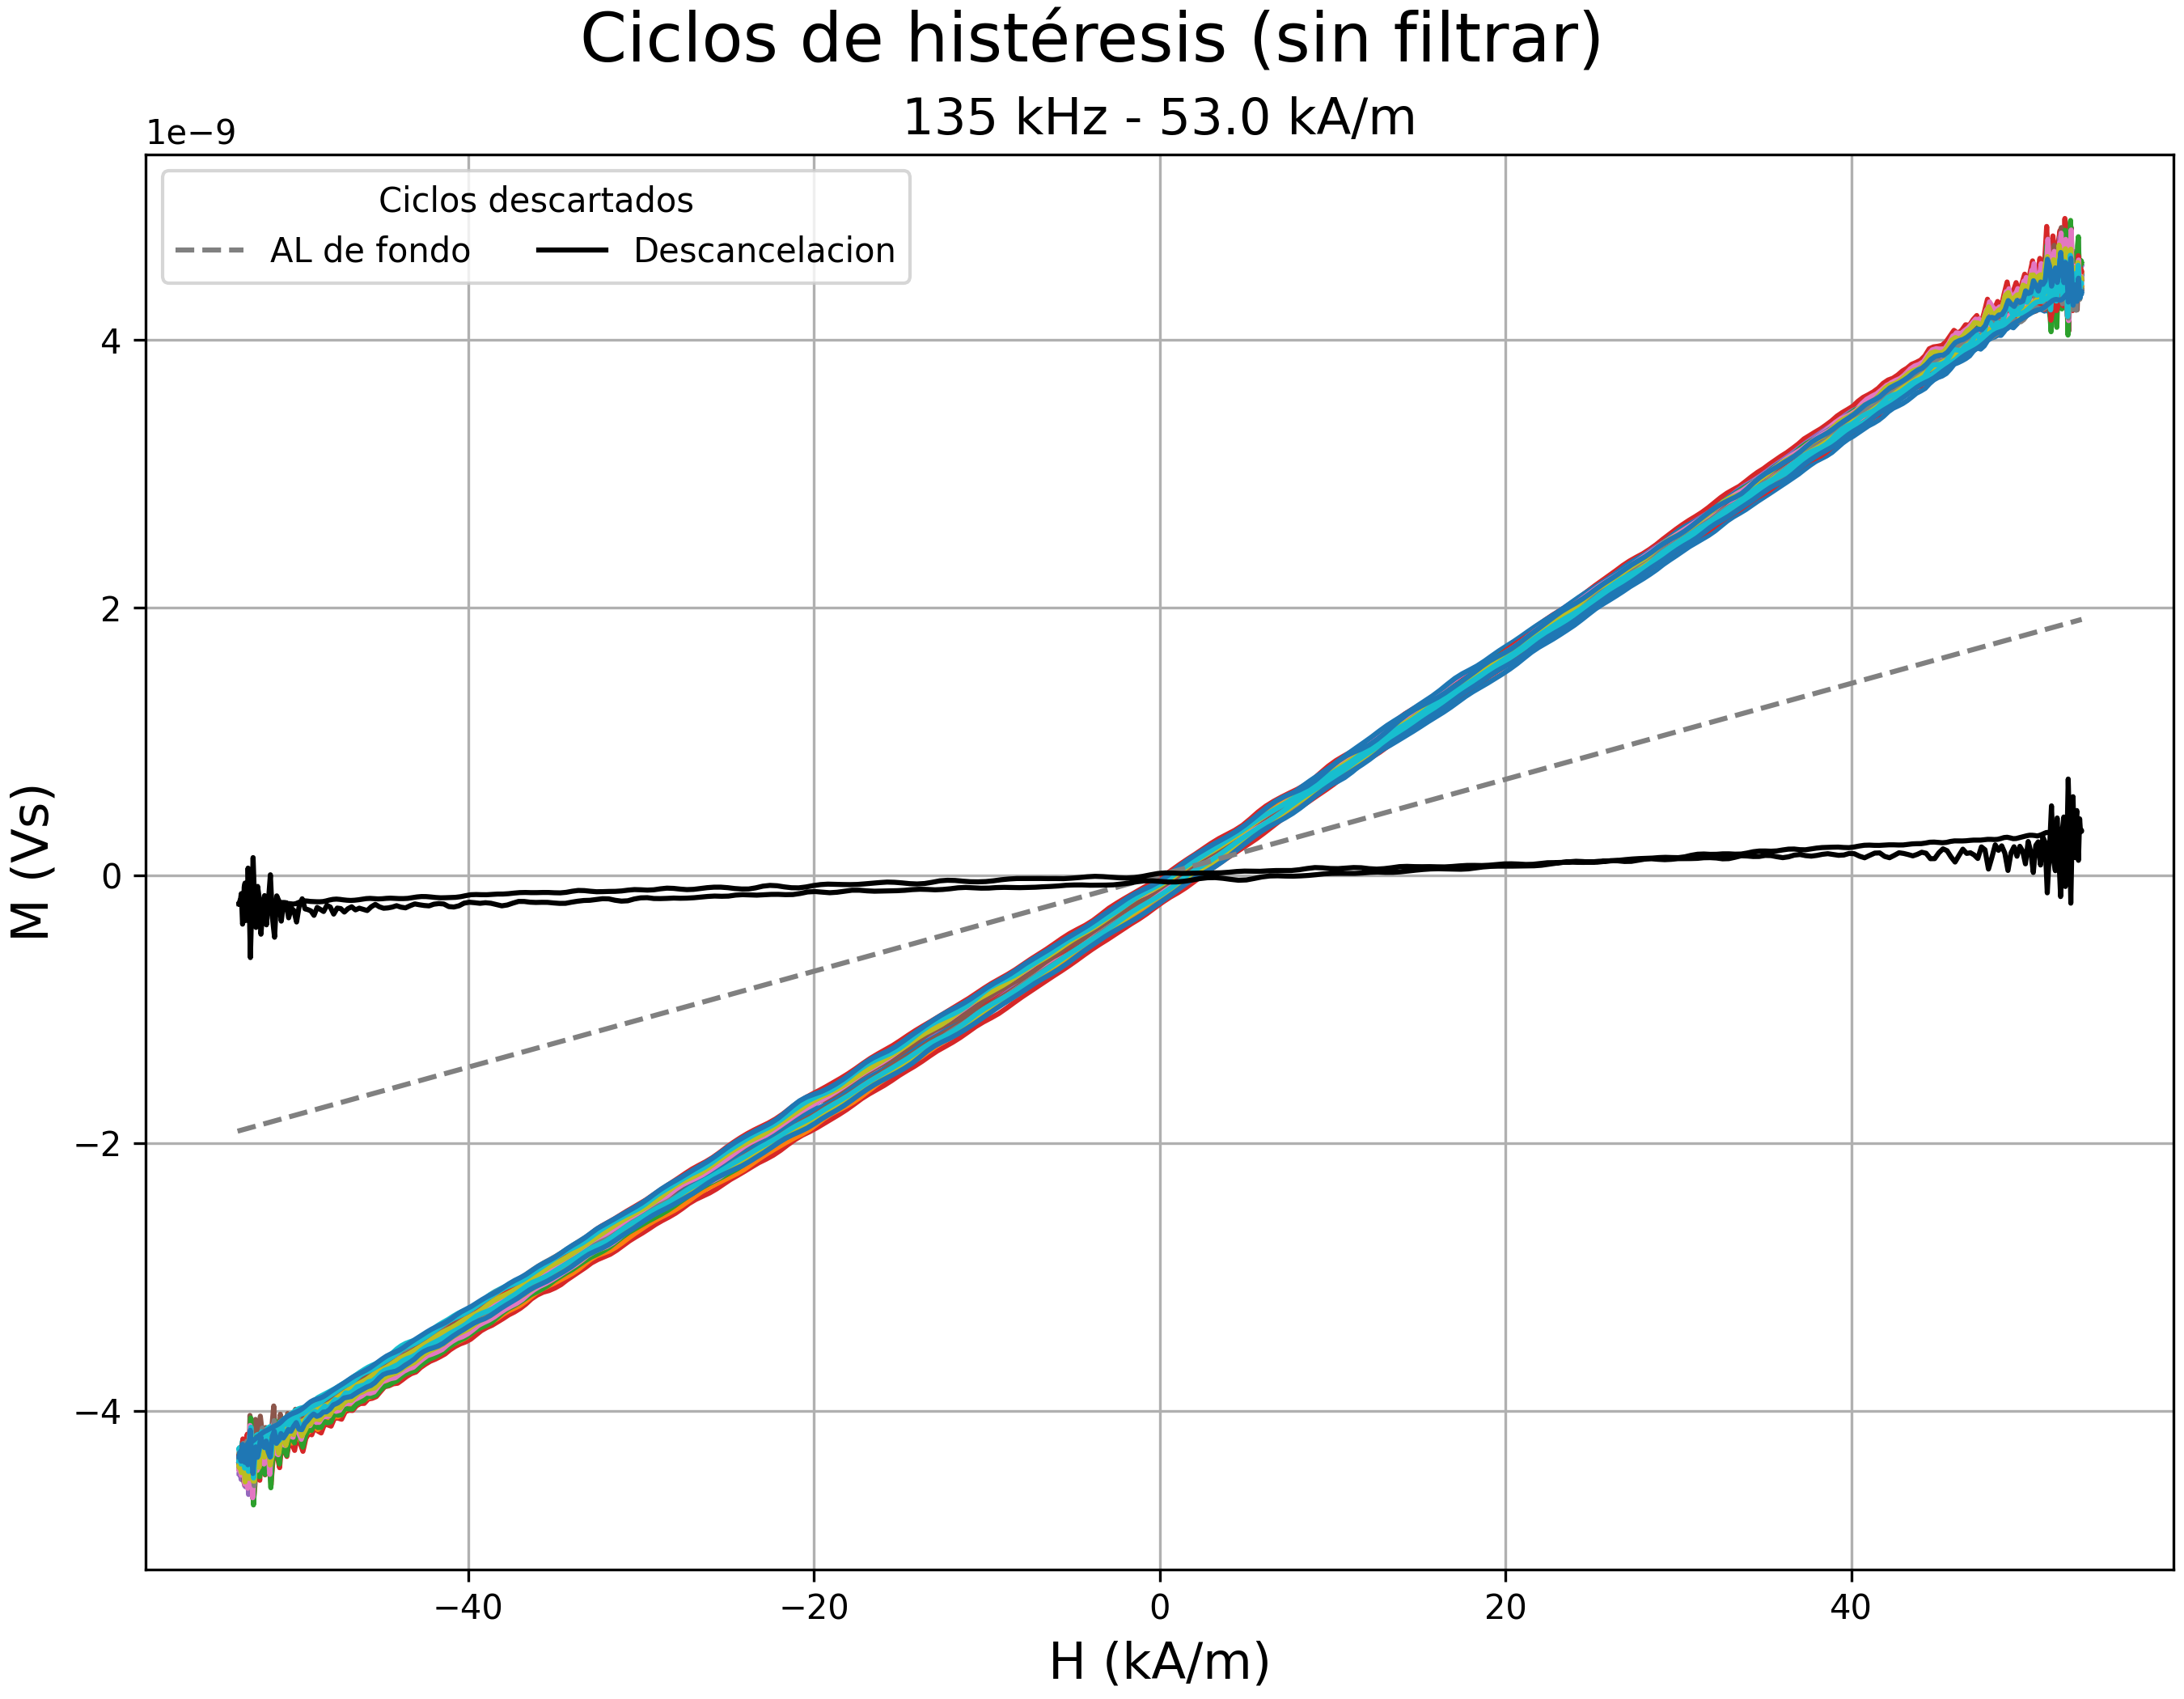 Ciclos de histéresis (sin filtrar)
135 kHz - 53.0 kA/m
1e−9
Ciclos descartados
AL de fondo Descancelacion
4
2
0
−2
−4
M (Vs)
−40 −20 0 20 40
H (kA/m)